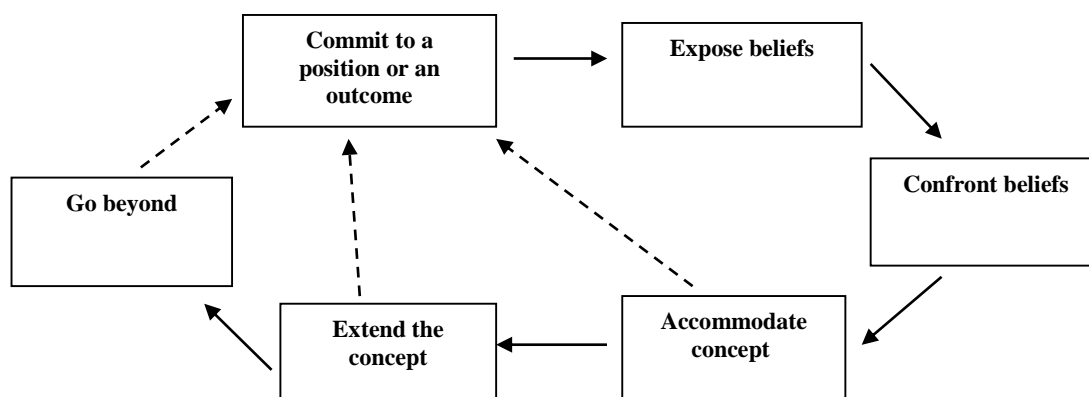 Commit to a
position or an
outcome
Expose beliefs
Confront beliefs
Accommodate
concept
Extend the
concept
Go beyond